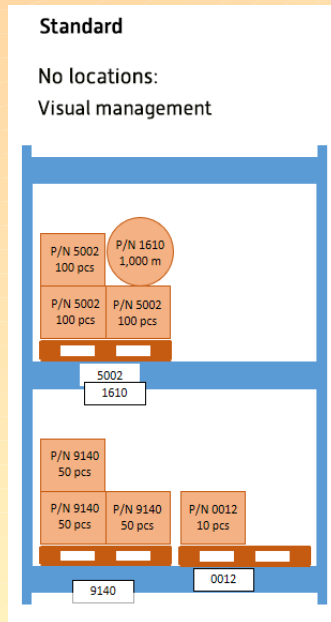 Standard
No locations:
Visual management
P/N 5002
100 pcs
P/N 1610
1,000 m
P/N 5002
100 pcs
P/N 5002
100 pcs
5002
1610
P/N 9140
50 pcs
P/N 9140
50 pcs
P/N 9140
50 pcs
P/N 0012
10 pcs
9140
0012